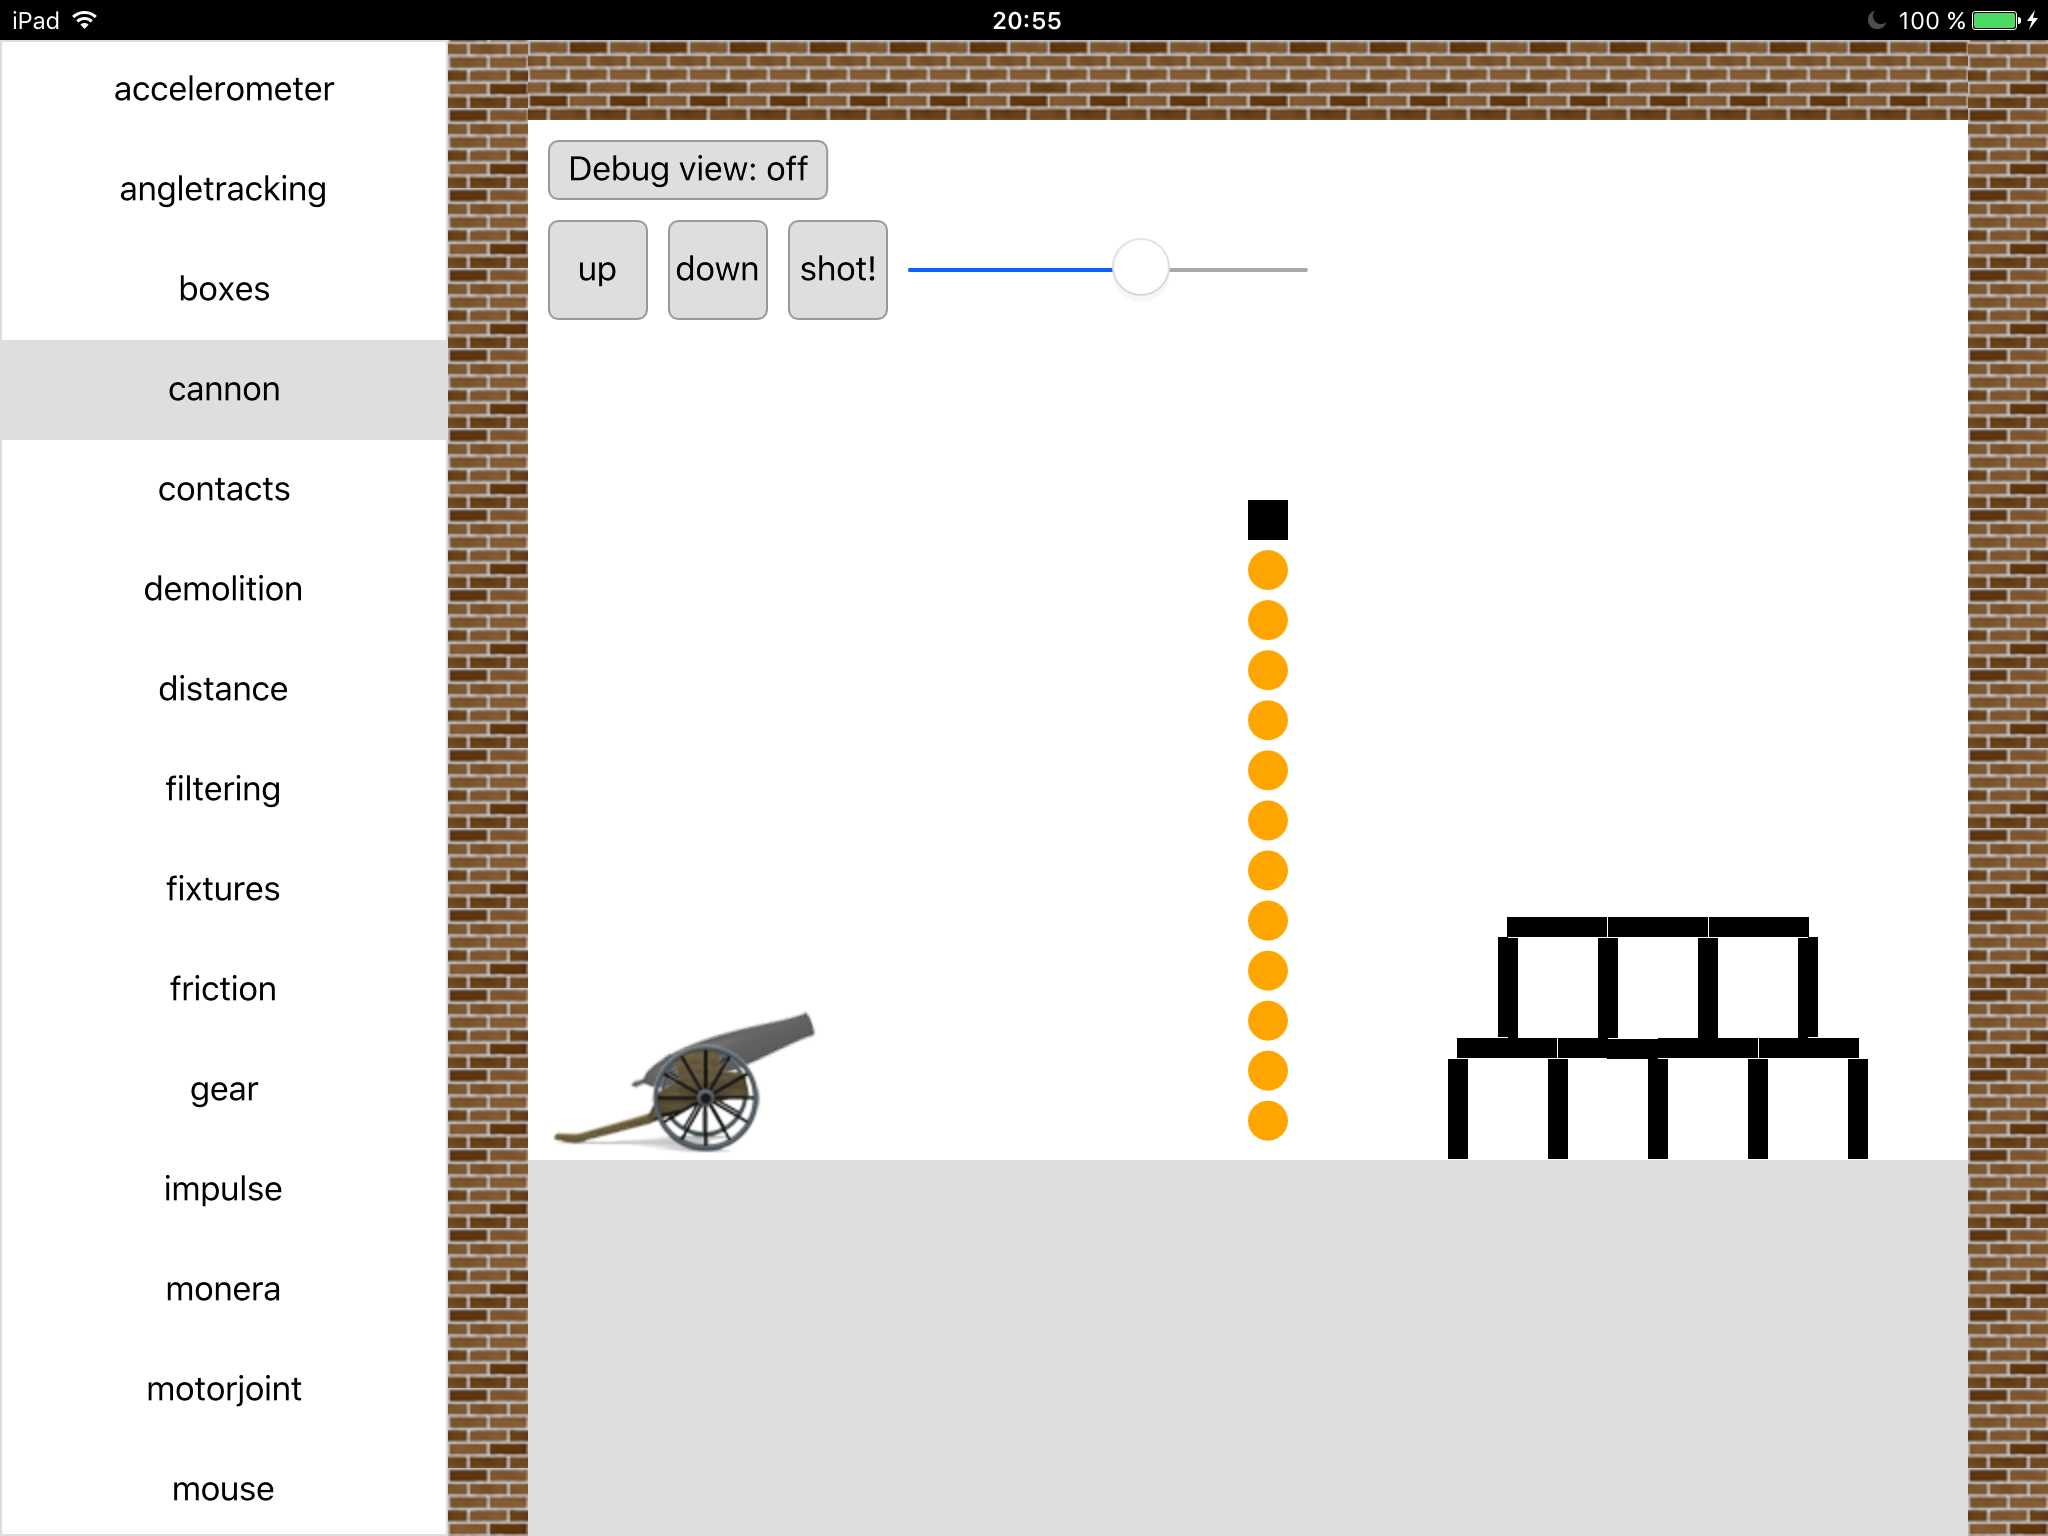 iPad 20:55 100 %
accelerometer
angletracking
boxes
cannon
contacts
demolition
distance
filtering
fixtures
friction
gear
impulse
monera
motorjoint
mouse
Debug view: off
up down shot!